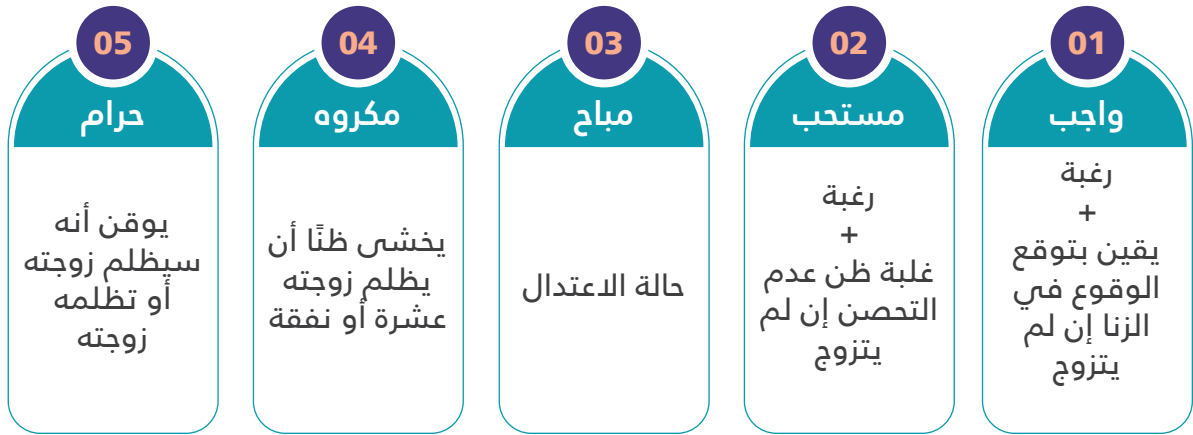 01
واجب
رغبة
+
يقين بتوقع
الوقوع في
الزنا إن لم
يتزوج
02
مستحب
رغبة
+
غلبة ظن عدم
التحصن إن لم
يتزوج
03
مباح
حالة الاعتدال
04
مكروه
يخشى ظنًا أن
يظلم زوجته
عشرة أو نفقة
05
حرام
يوقن أنه
سيظلم زوجته
أو تظلمه
زوجته